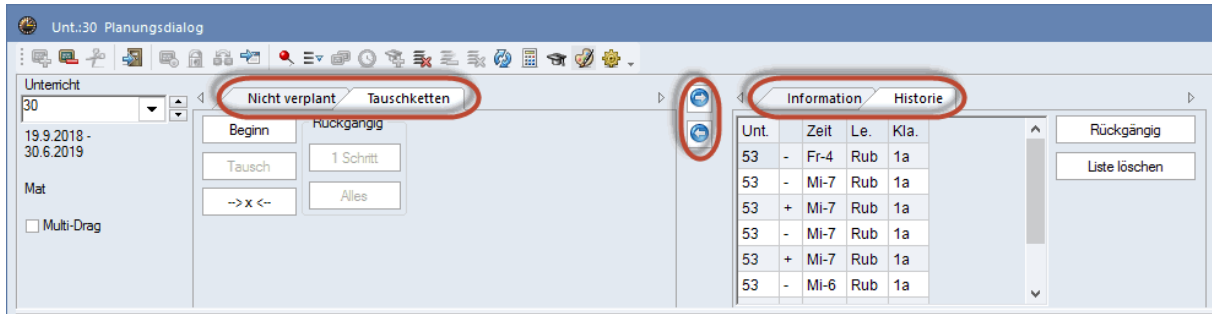 Unt.:30 Planungsdialog
Unterricht
30
19.9.2018 -
30.6.2019
Mat
Multi-Drag
Nicht verplant Tauschketten
Beginn
Tausch
--> x <--
Rückgängig
1 Schritt
Alles
Information Historie
Unt. Zeit Le. Kla.
53 - Fr-4 Rub 1a
53 - Mi-7 Rub 1a
53 + Mi-7 Rub 1a
53 - Mi-7 Rub 1a
53 + Mi-7 Rub 1a
53 - Mi-6 Rub 1a
Rückgängig
Liste löschen